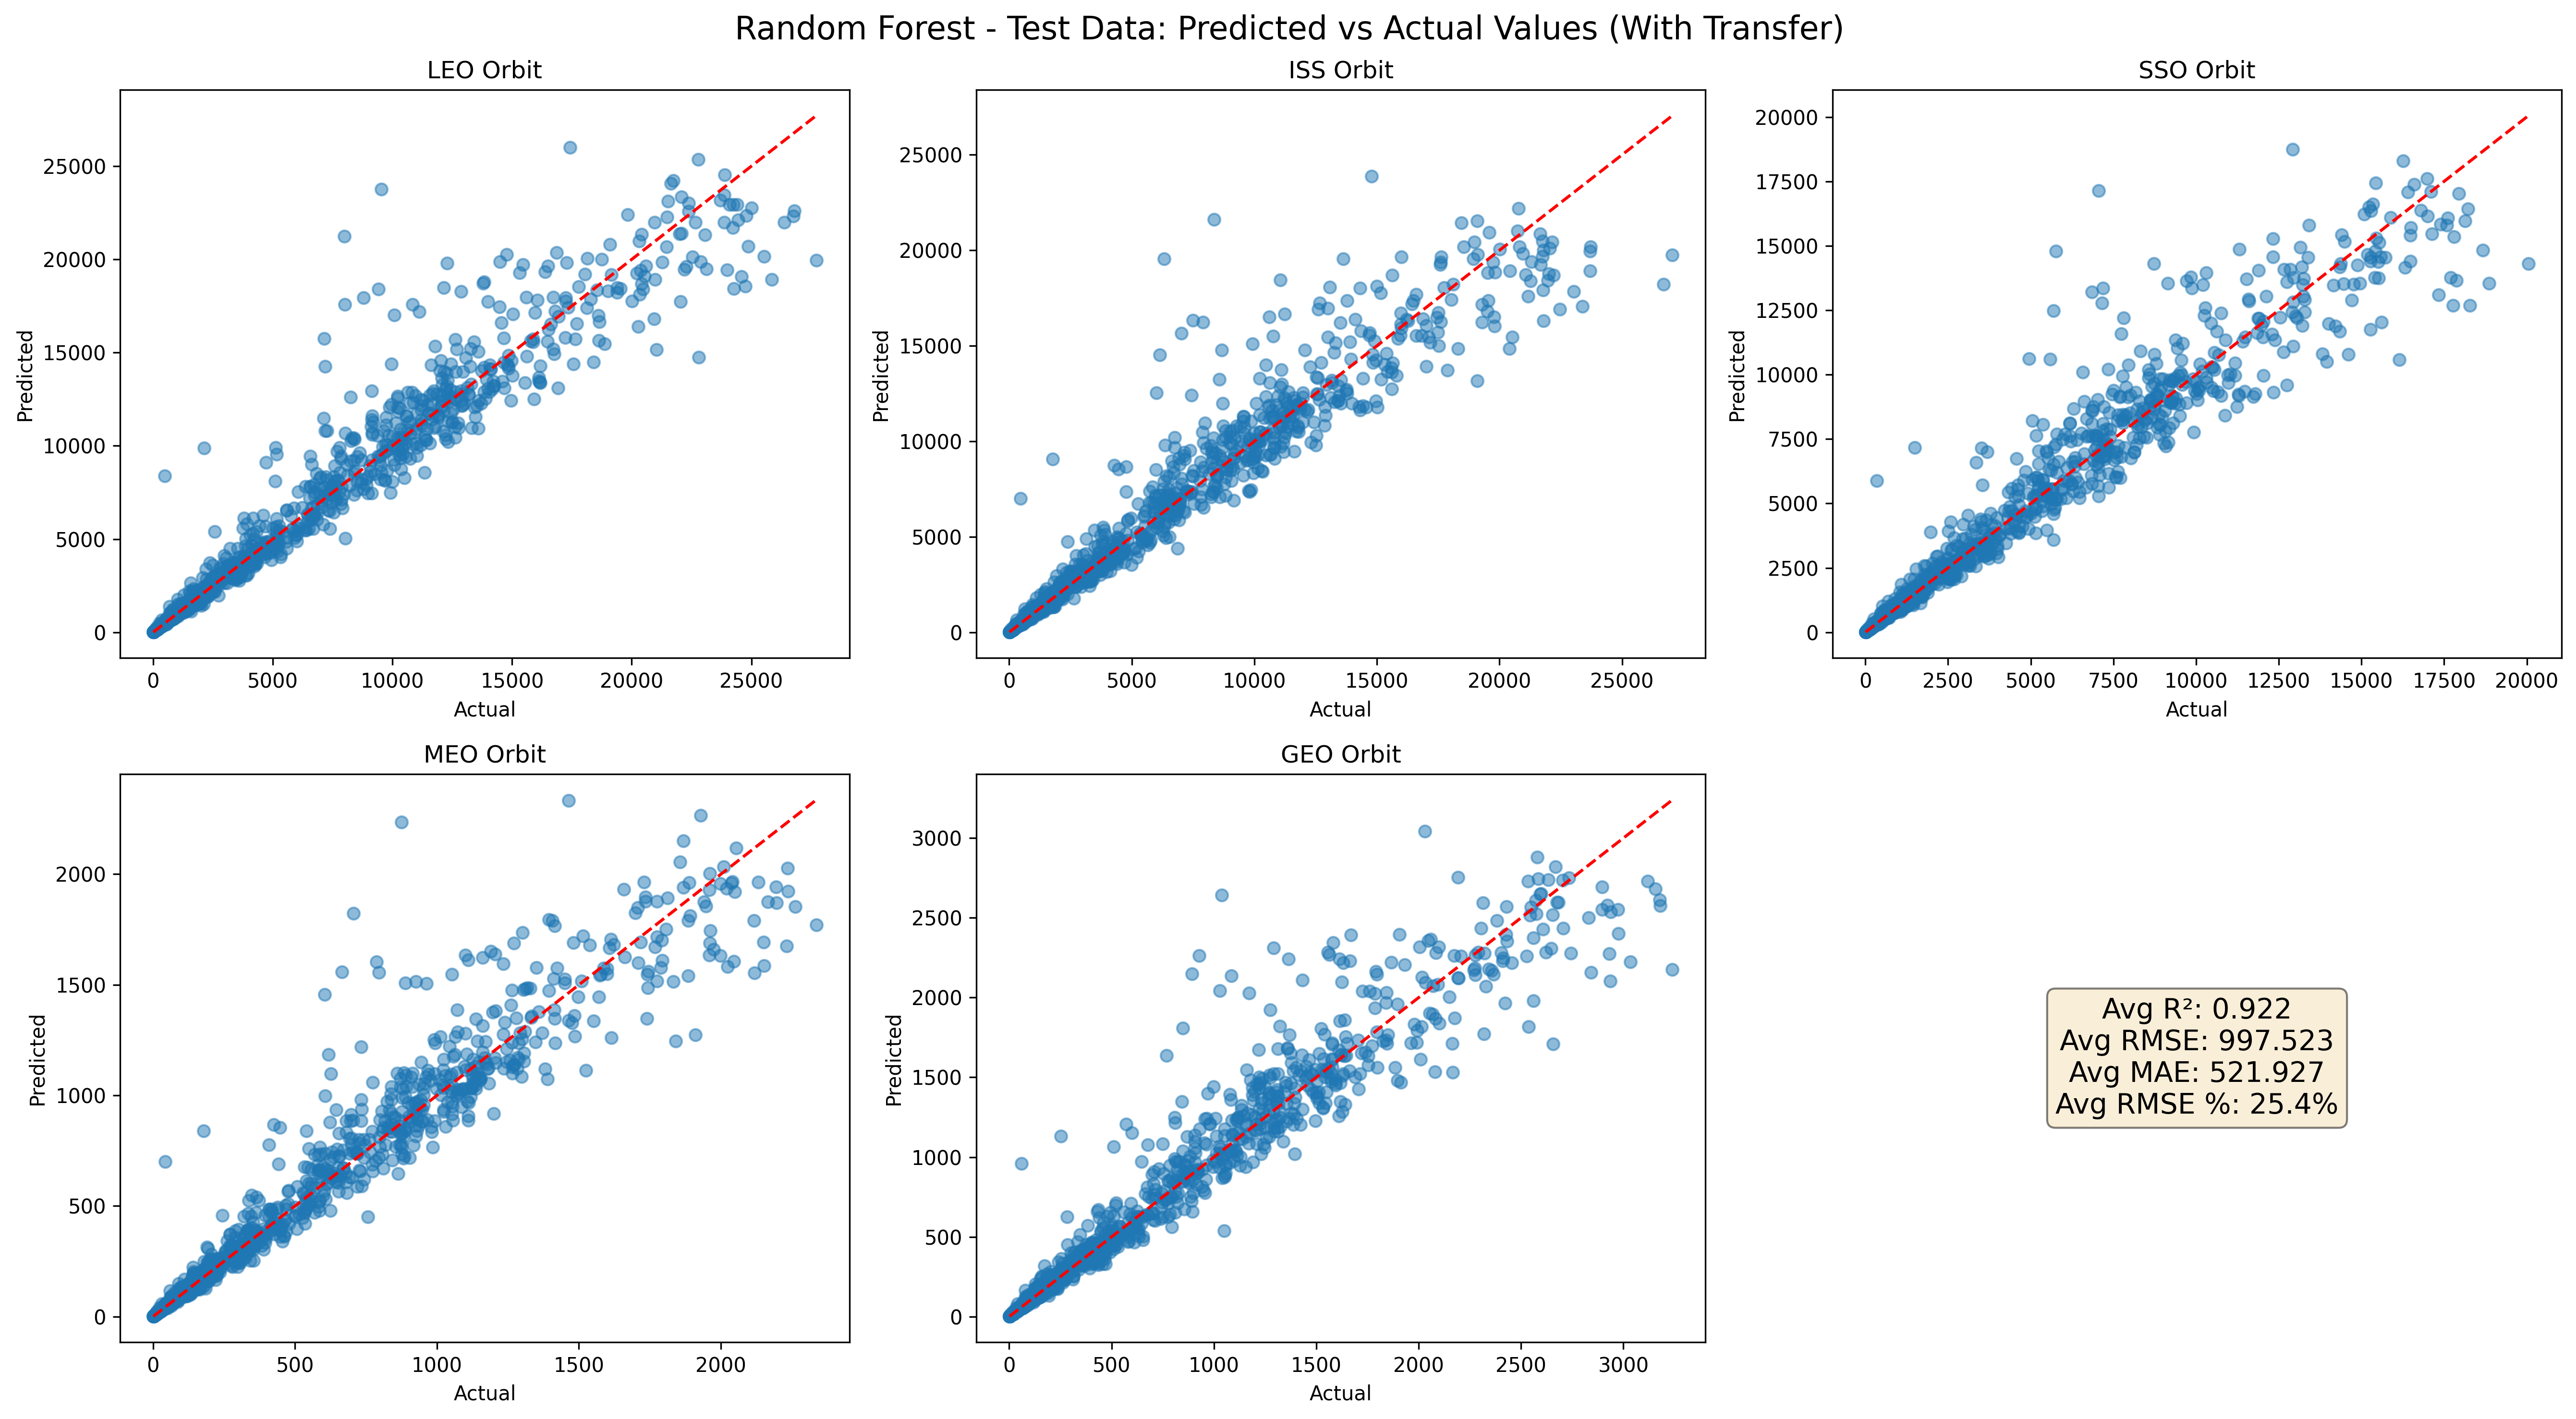 Random Forest - Test Data: Predicted vs Actual Values (With Transfer)
LEO Orbit
25000
20000
15000
10000
5000
0
Predicted
0 5000 10000 15000 20000 25000
Actual
ISS Orbit
25000
20000
15000
10000
5000
0
Predicted
0 5000 10000 15000 20000 25000
Actual
SSO Orbit
20000
17500
15000
12500
10000
7500
5000
2500
0
Predicted
0 2500 5000 7500 10000 12500 15000 17500 20000
Actual
MEO Orbit
2000
1500
1000
500
0
Predicted
0 500 1000 1500 2000
Actual
GEO Orbit
3000
2500
2000
1500
1000
500
0
Predicted
0 500 1000 1500 2000 2500 3000
Actual
Avg R²: 0.922
Avg RMSE: 997.523
Avg MAE: 521.927
Avg RMSE %: 25.4%